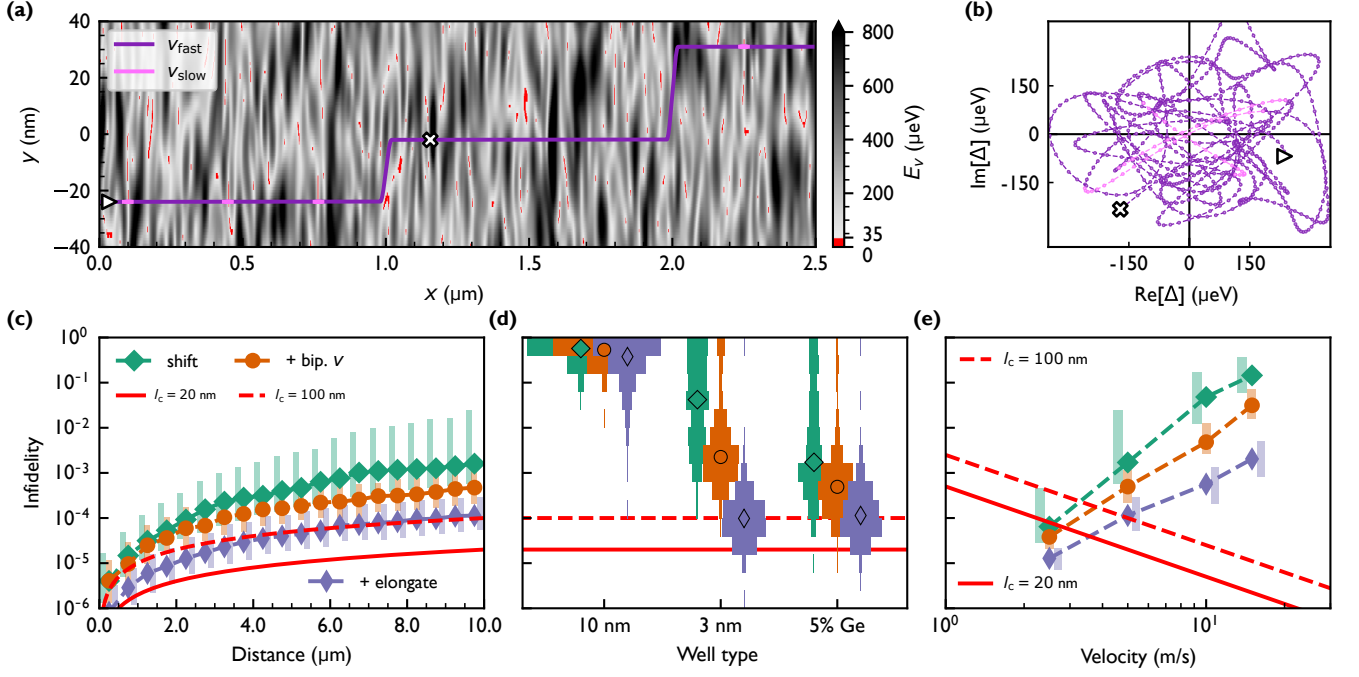 (a)
40
20
0
−20
−40
y (nm)
v_fast
v_slow
0.0
0.5
1.0
1.5
2.0
2.5
x (μm)
800
600
400
200
35
0
E_v (μeV)
(b)
150
0
-150
Im[Δ] (μeV)
-150
0
150
Re[Δ] (μeV)
(c)
10^0
10^-1
10^-2
10^-3
10^-4
10^-5
10^-6
Infidelity
shift
+ bip. v
l_c = 20 nm
l_c = 100 nm
+ elongate
0.0
2.0
4.0
6.0
8.0
10.0
Distance (μm)
(d)
10 nm
3 nm
5% Ge
Well type
(e)
l_c = 100 nm
l_c = 20 nm
10^0
10^1
Velocity (m/s)